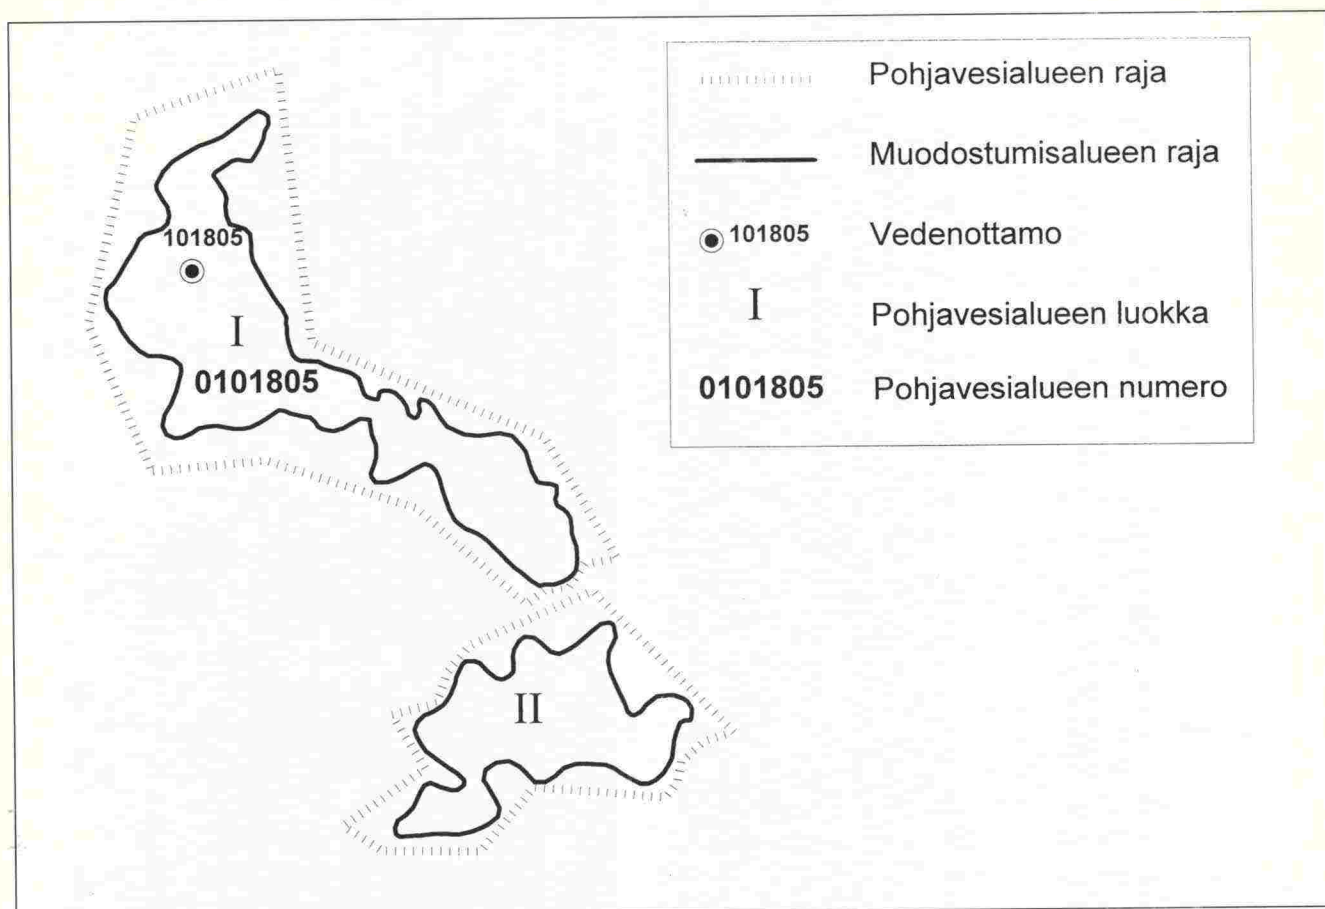 Pohjavesialueen raja
Muodostumisalueen raja
101805 Vedenottamo
I Pohjavesialueen luokka
0101805 Pohjavesialueen numero
101805
I
0101805
II